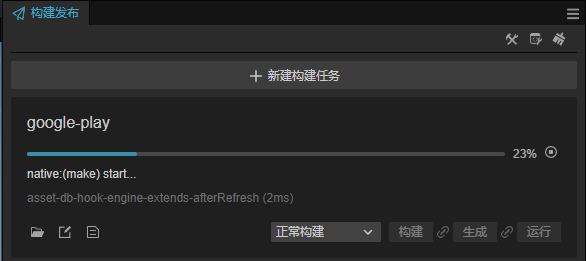 构建发布
新建构建任务
google-play
23%
native:(make) start...
asset-db-hook-engine-extends-afterRefresh (2ms)
正常构建 构建 生成 运行